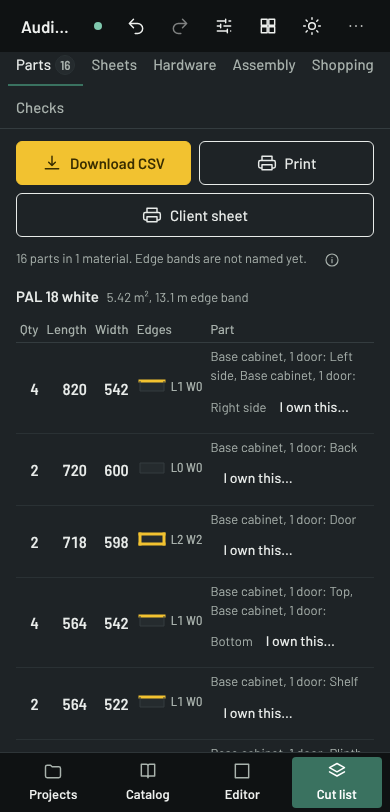 Audi...
Parts 16 Sheets Hardware Assembly Shopping
Checks
Download CSV
Print
Client sheet
16 parts in 1 material. Edge bands are not named yet.
PAL 18 white 5.42 m², 13.1 m edge band
Qty Length Width Edges Part
4 820 542 L1 W0 Base cabinet, 1 door: Left
side, Base cabinet, 1 door:
Right side I own this...
2 720 600 L0 W0 Base cabinet, 1 door: Back
I own this...
2 718 598 L2 W2 Base cabinet, 1 door: Door
I own this...
4 564 542 L1 W0 Base cabinet, 1 door: Top,
Base cabinet, 1 door:
Bottom I own this...
2 564 522 L1 W0 Base cabinet, 1 door: Shelf
I own this...
Projects Catalog Editor Cut list